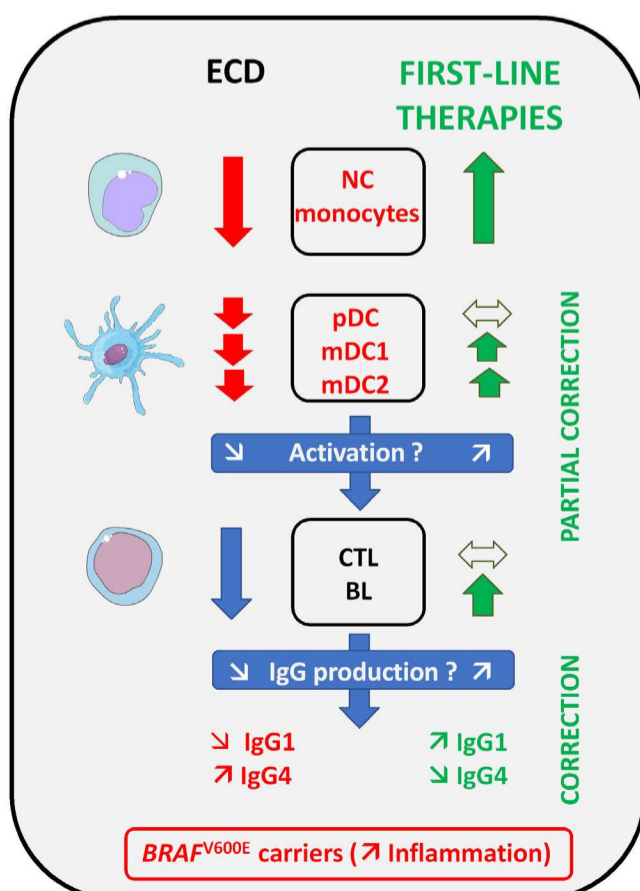 ECD
FIRST-LINE
THERAPIES
NC
monocytes
pDC
mDC1
mDC2
↘ Activation ? ↗
PARTIAL CORRECTION
CTL
BL
↘ IgG production ? ↗
↘ IgG1
↗ IgG4
↗ IgG1
↘ IgG4
CORRECTION
BRAFV600E carriers (↗ Inflammation)